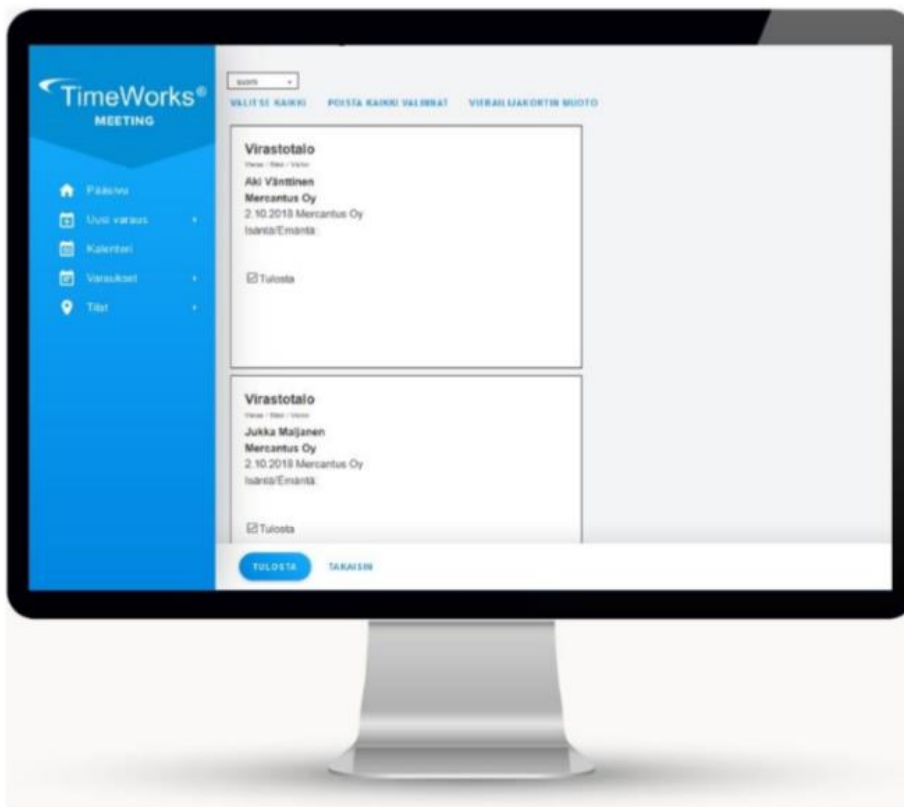 TimeWorks®
MEETING
Pääsivu
Uusi varaus
Kalenteri
Varaukset
Tilat
suomi
VALITSE KAIKKI POISTA KAIKKI VALINNAT VIERAILIJAKORTIN MUOTO
Virastotalo
Aki Vänttinen
Mercantus Oy
2.10.2018 Mercantus Oy
Isäntä/Emäntä:
Tulosta
Virastotalo
Jukka Maljanen
Mercantus Oy
2.10.2018 Mercantus Oy
Isäntä/Emäntä:
Tulosta
TULOSTA TAKAISIN